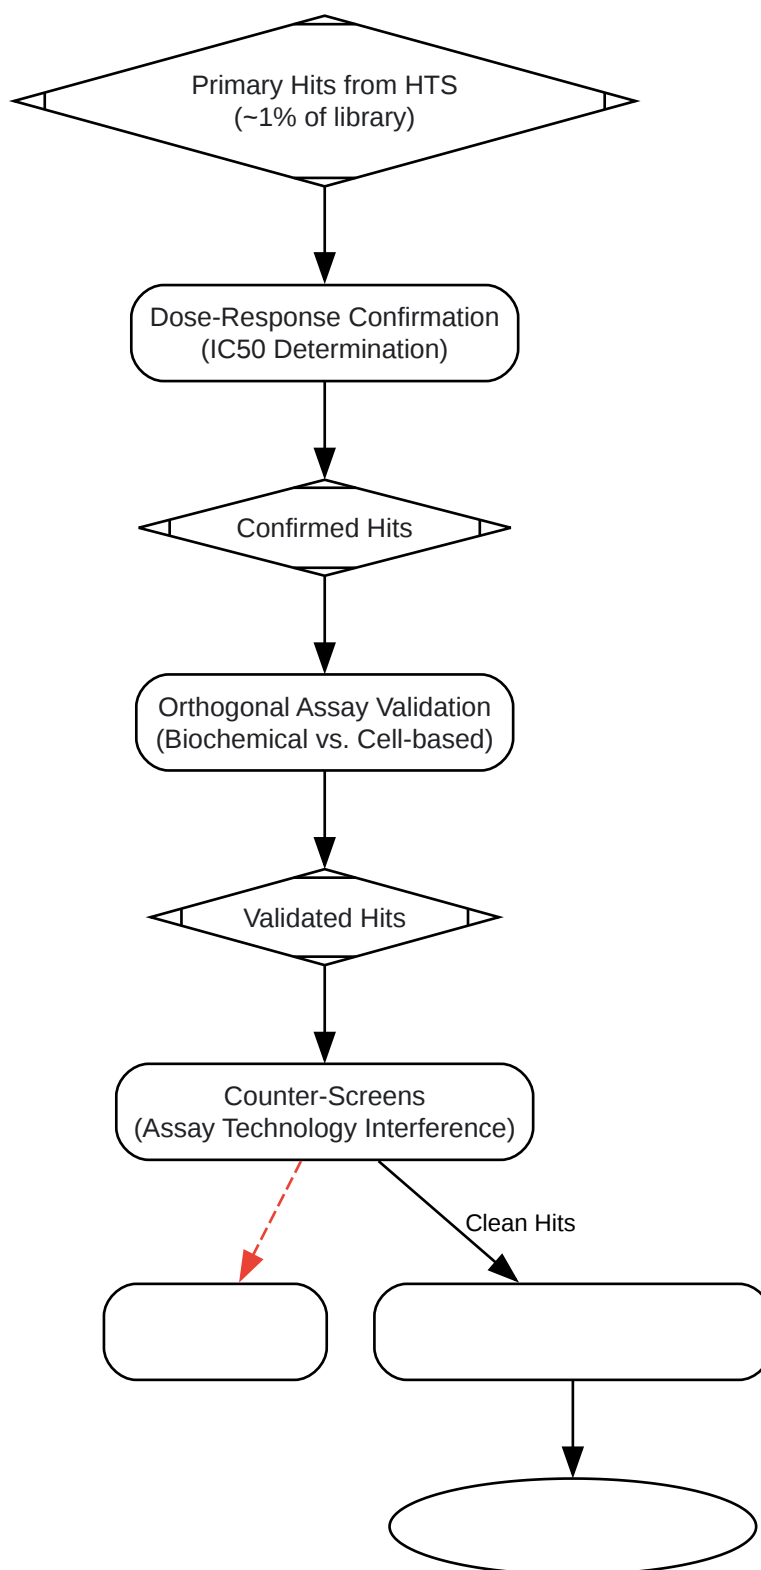 Primary Hits from HTS
(~1% of library)
Dose-Response Confirmation
(IC50 Determination)
Confirmed Hits
Orthogonal Assay Validation
(Biochemical vs. Cell-based)
Validated Hits
Counter-Screens
(Assay Technology Interference)
Clean Hits